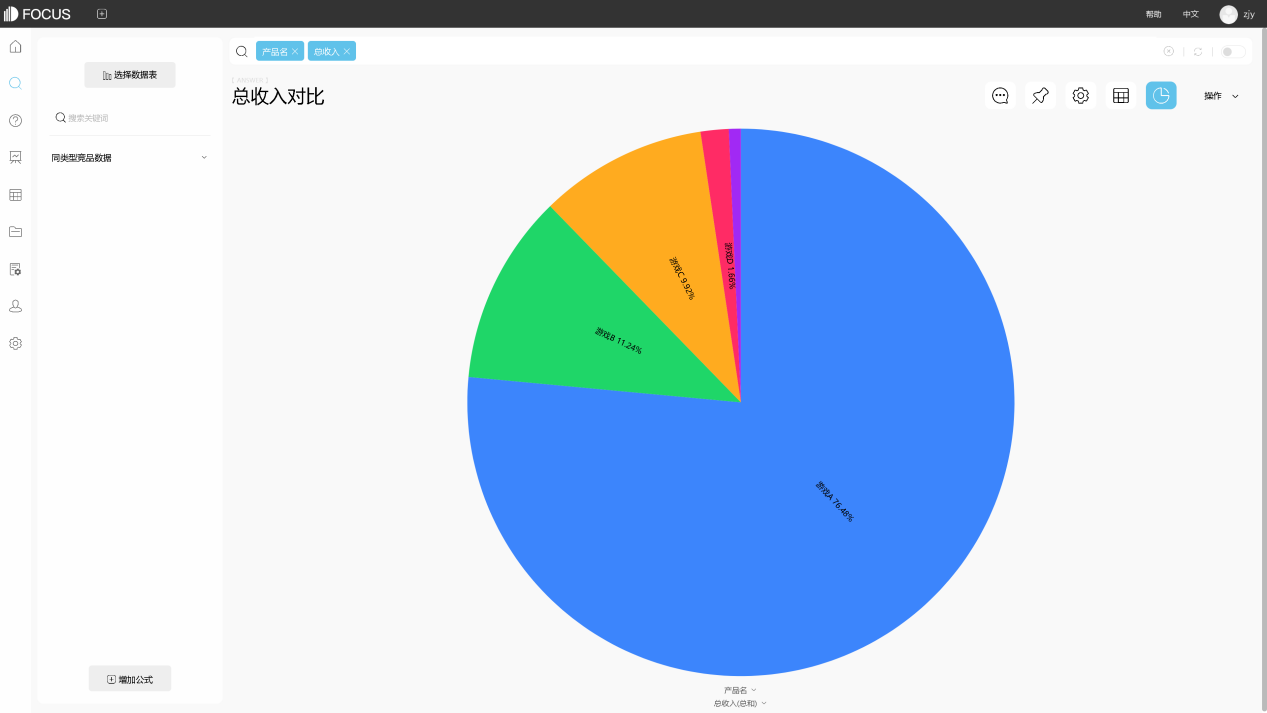 FOCUS
帮助
中文
zjy
选择数据表
搜索关键词
同类型竞品数据
增加公式
产品名 ×
总收入 ×
[ ANSWER ]
总收入对比
操作
游戏D 1.66%
游戏C 9.92%
游戏B 11.24%
游戏A 76.48%
产品名
总收入(总和)